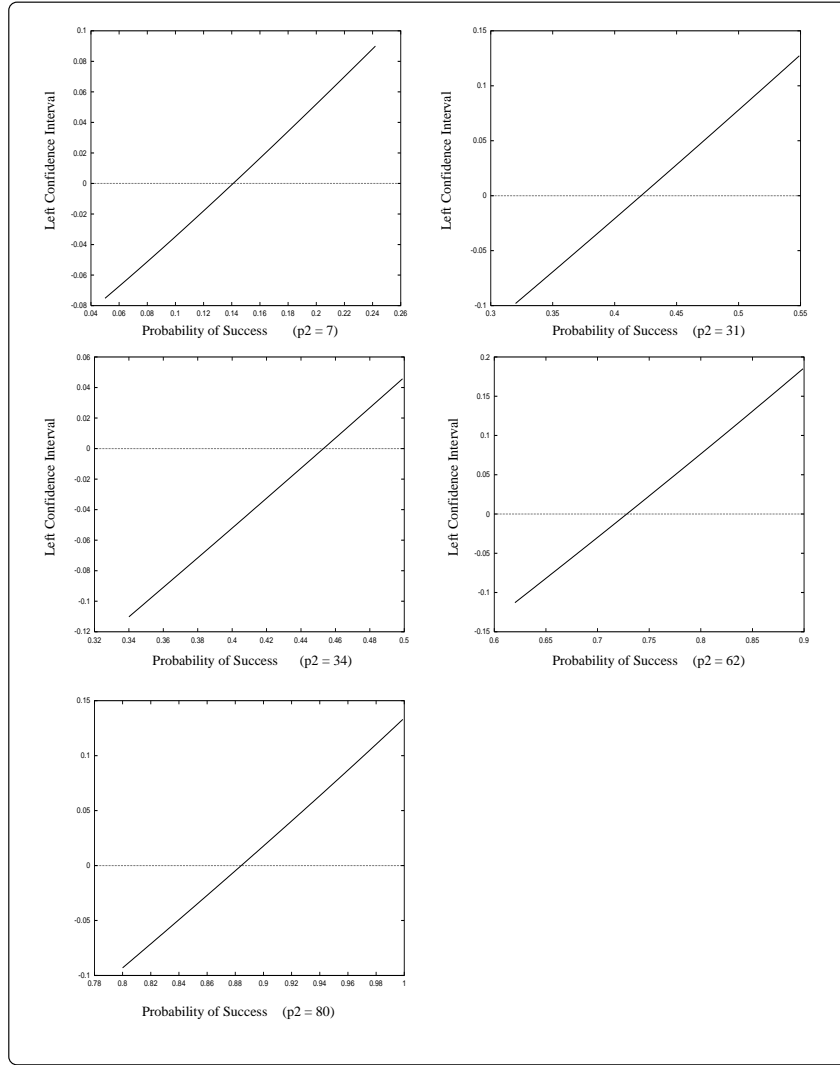 0.1
0.08
0.06
0.04
0.02
0
-0.02
-0.04
-0.06
-0.08
0.04 0.06 0.08 0.1 0.12 0.14 0.16 0.18 0.2 0.22 0.24 0.26
Left Confidence Interval
Probability of Success (p2 = 7)
0.15
0.1
0.05
0
-0.05
-0.1
0.3 0.35 0.4 0.45 0.5 0.55
Left Confidence Interval
Probability of Success (p2 = 31)
0.06
0.04
0.02
0
-0.02
-0.04
-0.06
-0.08
-0.1
-0.12
0.32 0.34 0.36 0.38 0.4 0.42 0.44 0.46 0.48 0.5
Left Confidence Interval
Probability of Success (p2 = 34)
0.2
0.15
0.1
0.05
0
-0.05
-0.1
-0.15
0.6 0.65 0.7 0.75 0.8 0.85 0.9
Left Confidence Interval
Probability of Success (p2 = 62)
0.15
0.1
0.05
0
-0.05
-0.1
0.78 0.8 0.82 0.84 0.86 0.88 0.9 0.92 0.94 0.96 0.98 1
Probability of Success (p2 = 80)